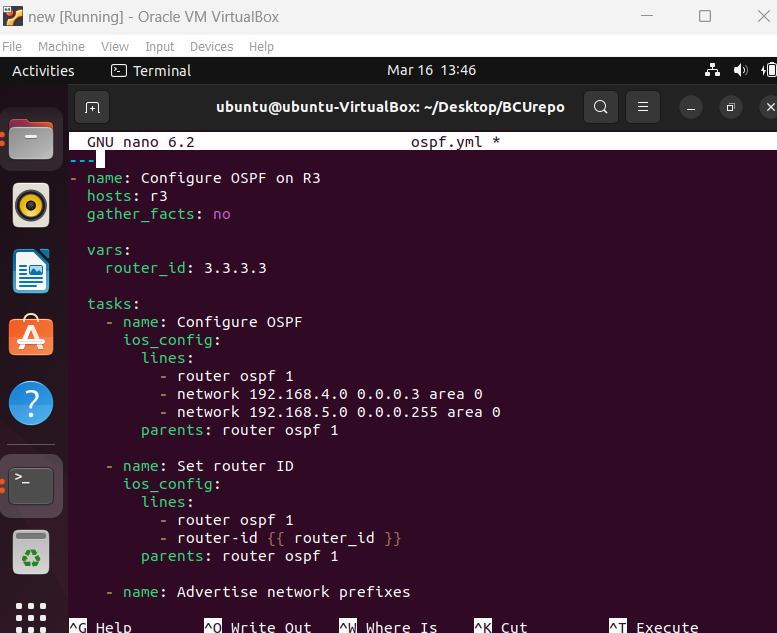 new [Running] - Oracle VM VirtualBox
File Machine View Input Devices Help
Activities Terminal Mar 16 13:46
ubuntu@ubuntu-VirtualBox: ~/Desktop/BCUrepo
GNU nano 6.2 ospf.yml *
---
- name: Configure OSPF on R3
hosts: r3
gather_facts: no
vars:
router_id: 3.3.3.3
tasks:
- name: Configure OSPF
ios_config:
lines:
- router ospf 1
- network 192.168.4.0 0.0.0.3 area 0
- network 192.168.5.0 0.0.0.255 area 0
parents: router ospf 1
- name: Set router ID
ios_config:
lines:
- router ospf 1
- router-id {{ router_id }}
parents: router ospf 1
- name: Advertise network prefixes
^G Help ^O Write Out ^W Where Is ^K Cut ^T Execute